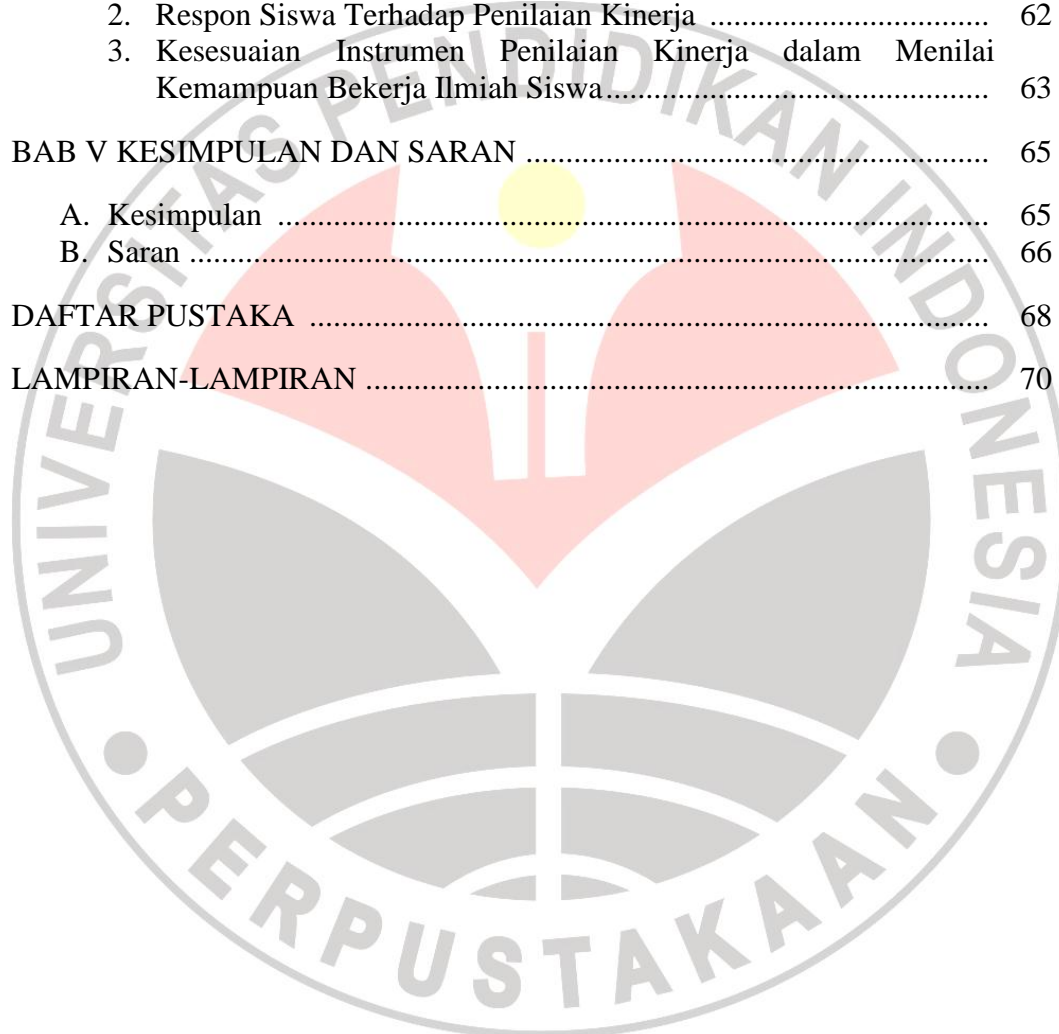 2. Respon Siswa Terhadap Penilaian Kinerja ................................... 62
3. Kesesuaian Instrumen Penilaian Kinerja dalam Menilai
Kemampuan Bekerja Ilmiah Siswa ................................................ 63
BAB V KESIMPULAN DAN SARAN .......................................................... 65
A. Kesimpulan ......................................................................................... 65
B. Saran .................................................................................................... 66
DAFTAR PUSTAKA ..................................................................................... 68
LAMPIRAN-LAMPIRAN .............................................................................. 70
UNIVERSITAS PENDIDIKAN INDONESIA
PERPUSTAKAAN